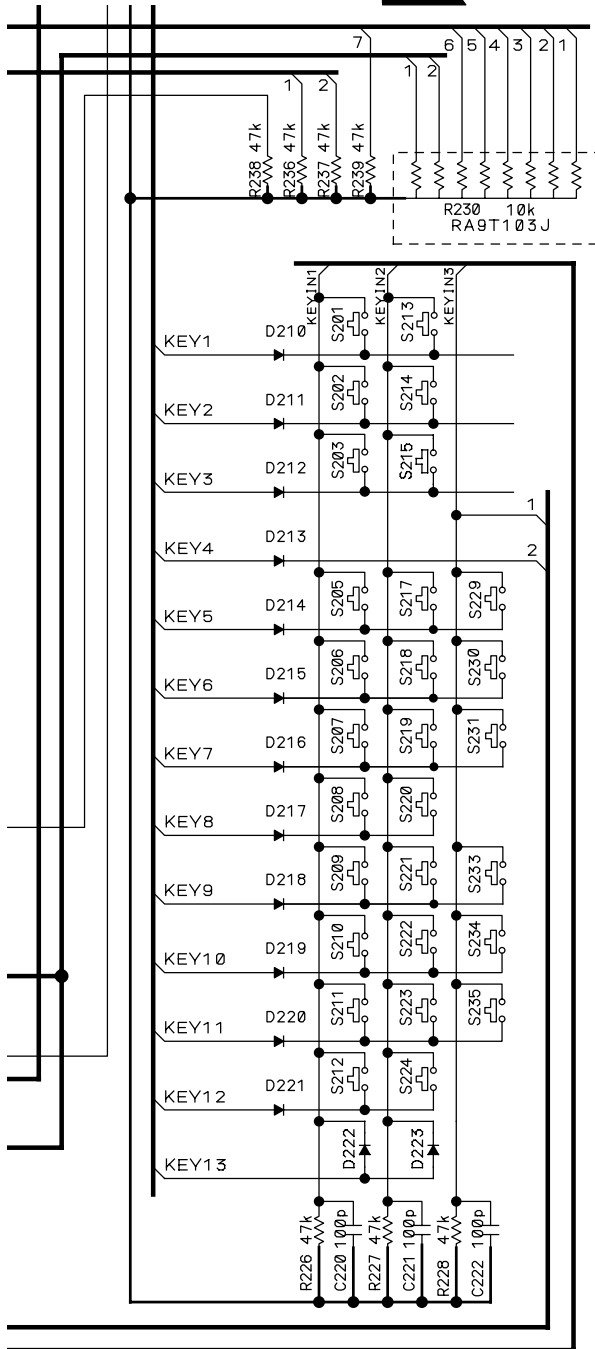 7
6 5 4 3 2 1
1 2
1 2
R238 47k
R236 47k
R237 47k
R239 47k
R230 10k
RA9T103J
KEYIN1
KEYIN2
KEYIN3
KEY1 D210 S201 S213
KEY2 D211 S202 S214
KEY3 D212 S203 S215
1
KEY4 D213 2
KEY5 D214 S205 S217 S229
KEY6 D215 S206 S218 S230
KEY7 D216 S207 S219 S231
KEY8 D217 S208 S220
KEY9 D218 S209 S221 S233
KEY10 D219 S210 S222 S234
KEY11 D220 S211 S223 S235
KEY12 D221 S212 S224
KEY13 D222 D223
R226 47k
C220 100p
R227 47k
C221 100p
R228 47k
C222 100p